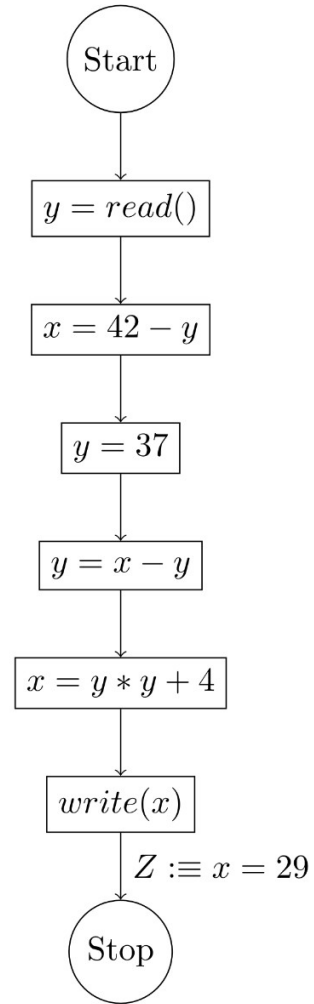 Start
y = read()
x = 42 − y
y = 37
y = x − y
x = y ∗ y + 4
write(x)
Z :≡ x = 29
Stop